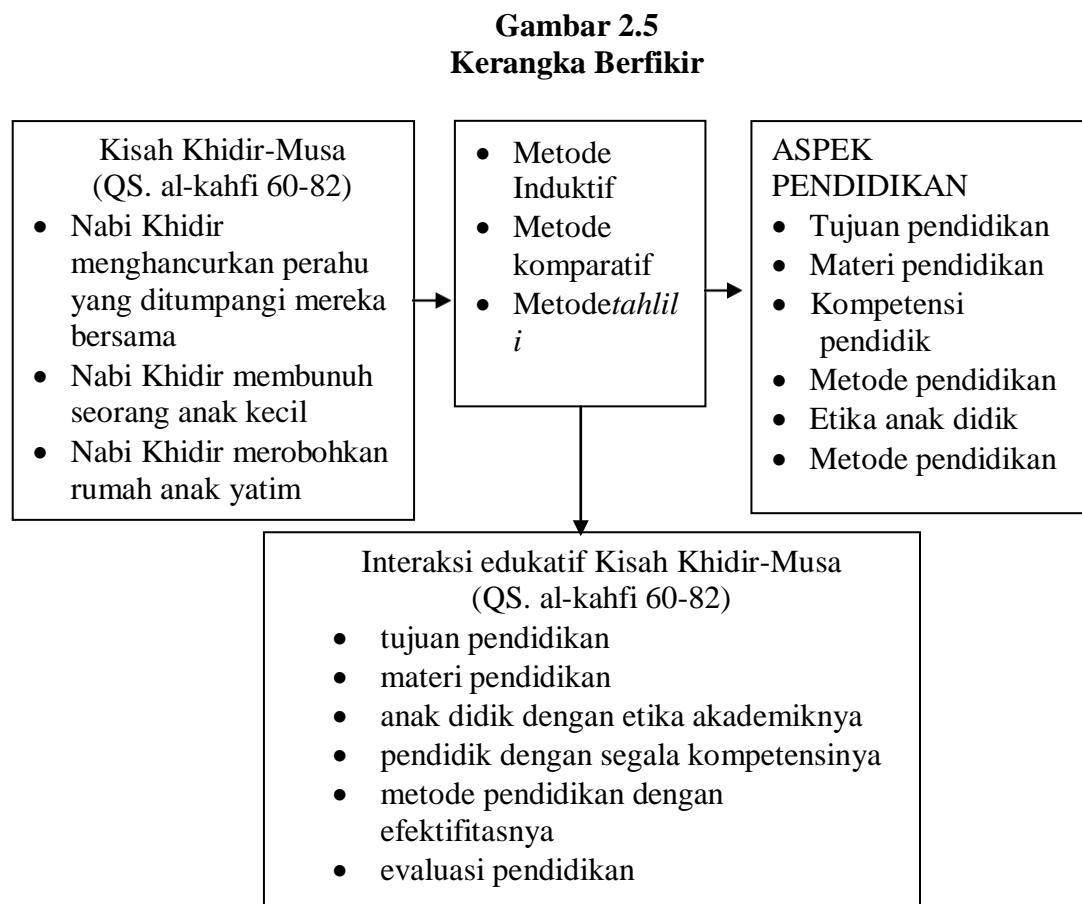 Gambar 2.5
Kerangka Berfikir
Kisah Khidir-Musa
(QS. al-kahfi 60-82)
• Nabi Khidir
menghancurkan perahu
yang ditumpangi mereka
bersama
• Nabi Khidir membunuh
seorang anak kecil
• Nabi Khidir merobohkan
rumah anak yatim
• Metode
Induktif
• Metode
komparatif
• Metodetahlil
i
ASPEK
PENDIDIKAN
• Tujuan pendidikan
• Materi pendidikan
• Kompetensi
pendidik
• Metode pendidikan
• Etika anak didik
• Metode pendidikan
Interaksi edukatif Kisah Khidir-Musa
(QS. al-kahfi 60-82)
• tujuan pendidikan
• materi pendidikan
• anak didik dengan etika akademiknya
• pendidik dengan segala kompetensinya
• metode pendidikan dengan
efektifitasnya
• evaluasi pendidikan